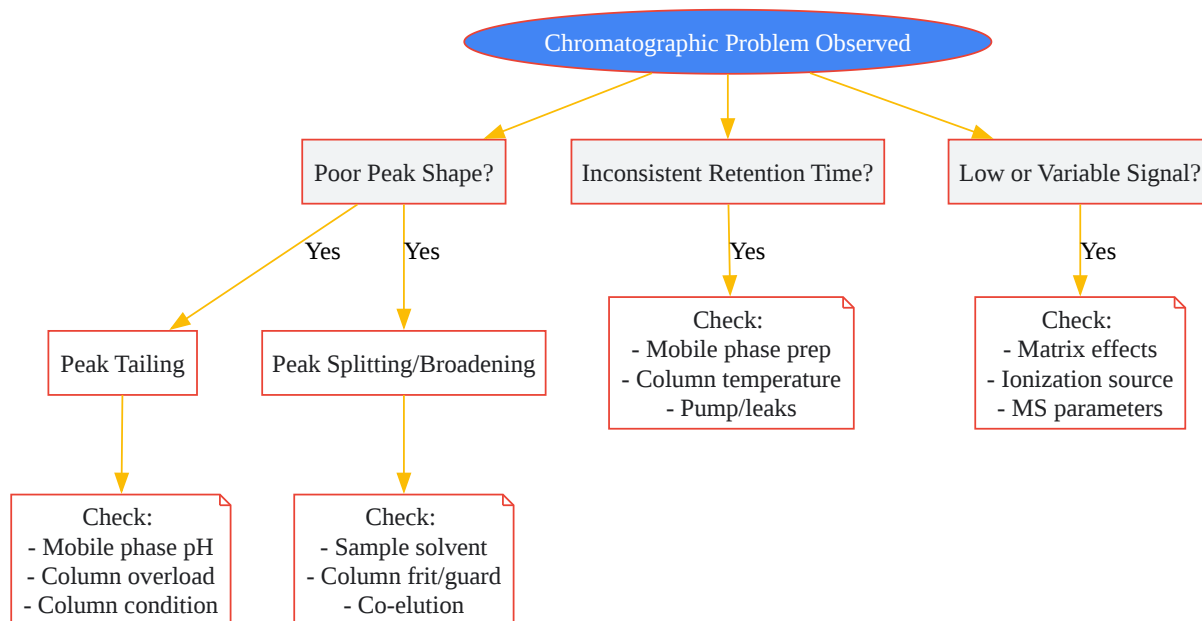 Chromatographic Problem Observed
Poor Peak Shape?
Inconsistent Retention Time?
Low or Variable Signal?
Yes
Yes
Yes
Yes
Peak Tailing
Peak Splitting/Broadening
Check:
- Mobile phase prep
- Column temperature
- Pump/leaks
Check:
- Matrix effects
- Ionization source
- MS parameters
Check:
- Mobile phase pH
- Column overload
- Column condition
Check:
- Sample solvent
- Column frit/guard
- Co-elution